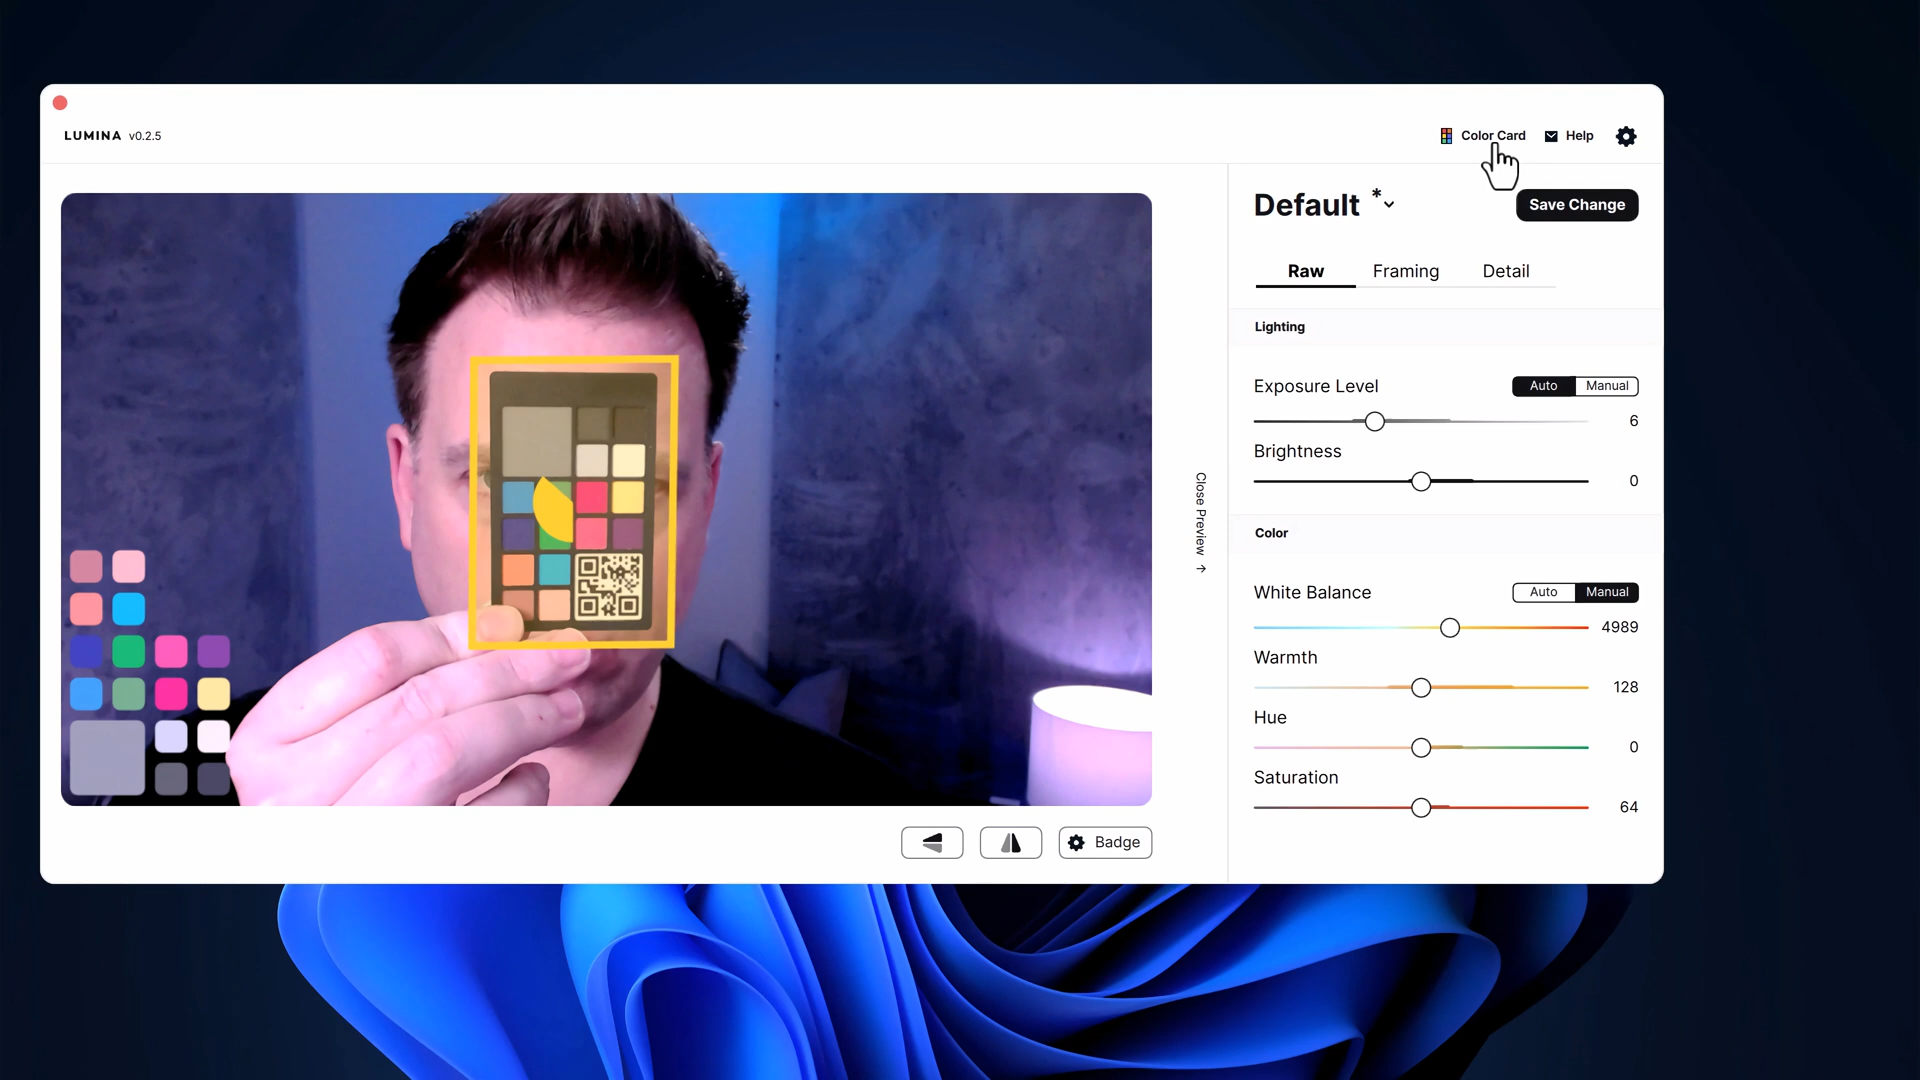 LUMINA v0.2.5
Color Card
Help
Default *
Save Change
Raw
Framing
Detail
Lighting
Exposure Level
Auto
Manual
6
Brightness
0
Color
White Balance
Auto
Manual
4989
Warmth
128
Hue
0
Saturation
64
Close Preview →
Badge